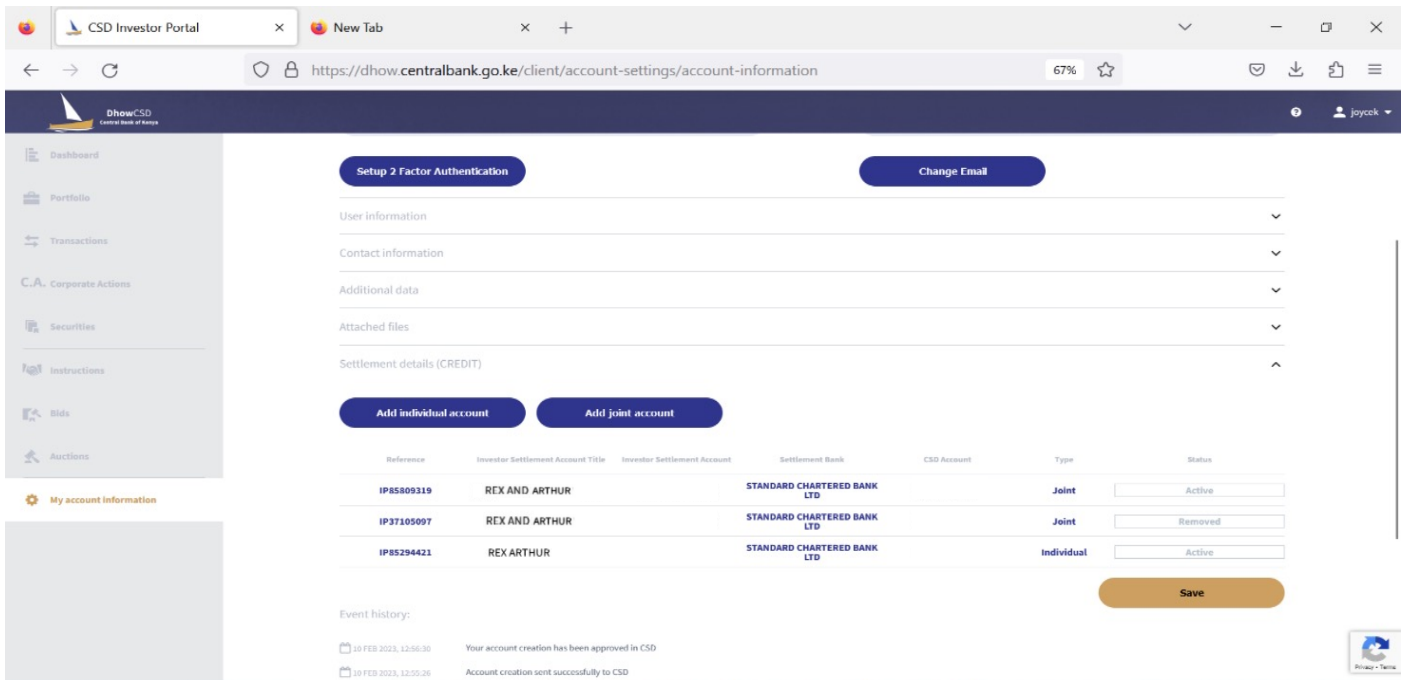 CSD Investor Portal
New Tab
https://dhow.centralbank.go.ke/client/account-settings/account-information
67%
DhowCSD
Central Bank of Kenya
joycek
Dashboard
Portfolio
Transactions
C.A. Corporate Actions
Securities
Instructions
Bids
Auctions
My account information
Setup 2 Factor Authentication
Change Email
User information
Contact information
Additional data
Attached files
Settlement details (CREDIT)
Add individual account
Add joint account
Reference Investor Settlement Account Title Investor Settlement Account Settlement Bank CSD Account Type Status
IP85809319 REX AND ARTHUR STANDARD CHARTERED BANK LTD Joint Active
IP37105097 REX AND ARTHUR STANDARD CHARTERED BANK LTD Joint Removed
IP85294421 REX ARTHUR STANDARD CHARTERED BANK LTD Individual Active
Save
Event history:
10 FEB 2023, 12:56:30 Your account creation has been approved in CSD
10 FEB 2023, 12:55:26 Account creation sent successfully to CSD
Privacy - Terms